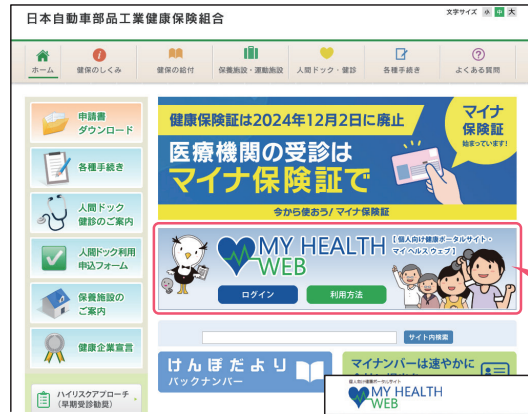 日本自動車部品工業健康保険組合
文字サイズ 小 中 大
ホーム 健保のしくみ 健保の給付 保養施設・運動施設 人間ドック・健診 各種手続き よくある質問
申請書
ダウンロード
各種手続き
人間ドック
健診のご案内
人間ドック利用
申込フォーム
保養施設の
ご案内
健康企業宣言
ハイリスクアプローチ
(早期受診勧奨)
健康保険証は2024年12月2日に廃止
医療機関の受診は
マイナ保険証で
マイナ
保険証
始まっています!
今から使おう!マイナ保険証
MY HEALTH
WEB
【個人向け健康ポータルサイト・
マイヘルスウェブ】
ログイン 利用方法
サイト内検索
けんぽだより
バックナンバー
マイナンバーは速やかに
個人向け健康ポータルサイト
MY HEALTH
WEB